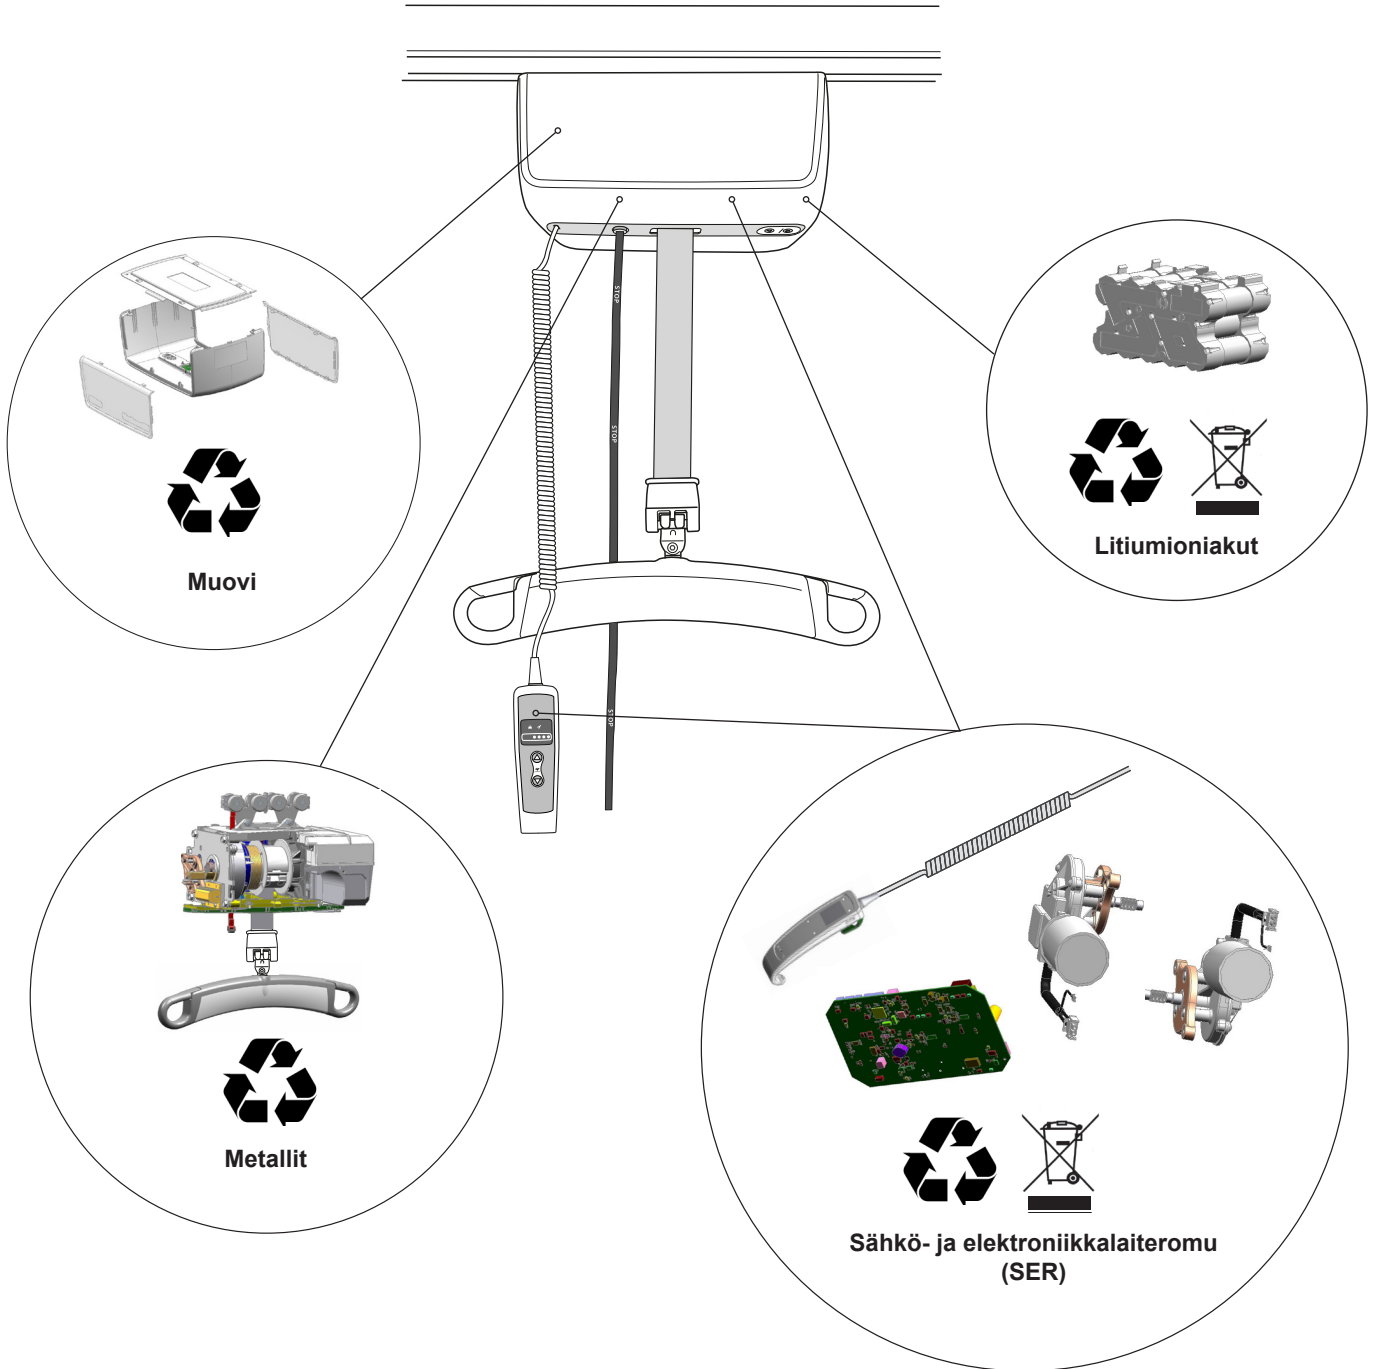 STOP
STOP
STOP
Muovi
Litiumioniakut
Metallit
Sähkö- ja elektroniikkalaiteromu
(SER)